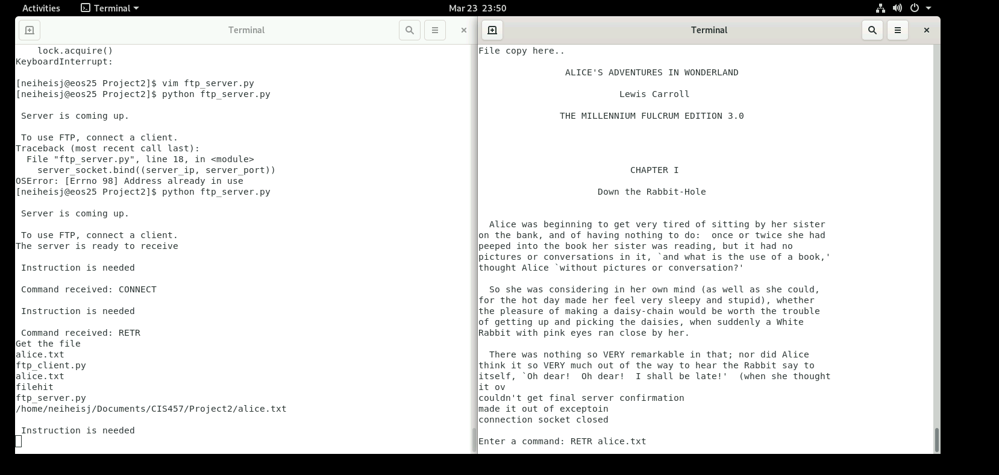 Activities Terminal Mar 23 23:50
Terminal
lock.acquire()
KeyboardInterrupt:
[neiheisj@eos25 Project2]$ vim ftp_server.py
[neiheisj@eos25 Project2]$ python ftp_server.py
Server is coming up.
To use FTP, connect a client.
Traceback (most recent call last):
File "ftp_server.py", line 18, in <module>
server_socket.bind((server_ip, server_port))
OSError: [Errno 98] Address already in use
[neiheisj@eos25 Project2]$ python ftp_server.py
Server is coming up.
To use FTP, connect a client.
The server is ready to receive
Instruction is needed
Command received: CONNECT
Instruction is needed
Command received: RETR
Get the file
alice.txt
ftp_client.py
alice.txt
filehit
ftp_server.py
/home/neiheisj/Documents/CIS457/Project2/alice.txt
Instruction is needed
Terminal
File copy here..
ALICE'S ADVENTURES IN WONDERLAND
Lewis Carroll
THE MILLENNIUM FULCRUM EDITION 3.0
CHAPTER I
Down the Rabbit-Hole
Alice was beginning to get very tired of sitting by her sister
on the bank, and of having nothing to do:  once or twice she had
peeped into the book her sister was reading, but it had no
pictures or conversations in it, `and what is the use of a book,'
thought Alice `without pictures or conversation?'
So she was considering in her own mind (as well as she could,
for the hot day made her feel very sleepy and stupid), whether
the pleasure of making a daisy-chain would be worth the trouble
of getting up and picking the daisies, when suddenly a White
Rabbit with pink eyes ran close by her.
There was nothing so VERY remarkable in that; nor did Alice
think it so VERY much out of the way to hear the Rabbit say to
itself, `Oh dear!  Oh dear!  I shall be late!'  (when she thought
it ov
couldn't get final server confirmation
made it out of exceptoin
connection socket closed
Enter a command: RETR alice.txt